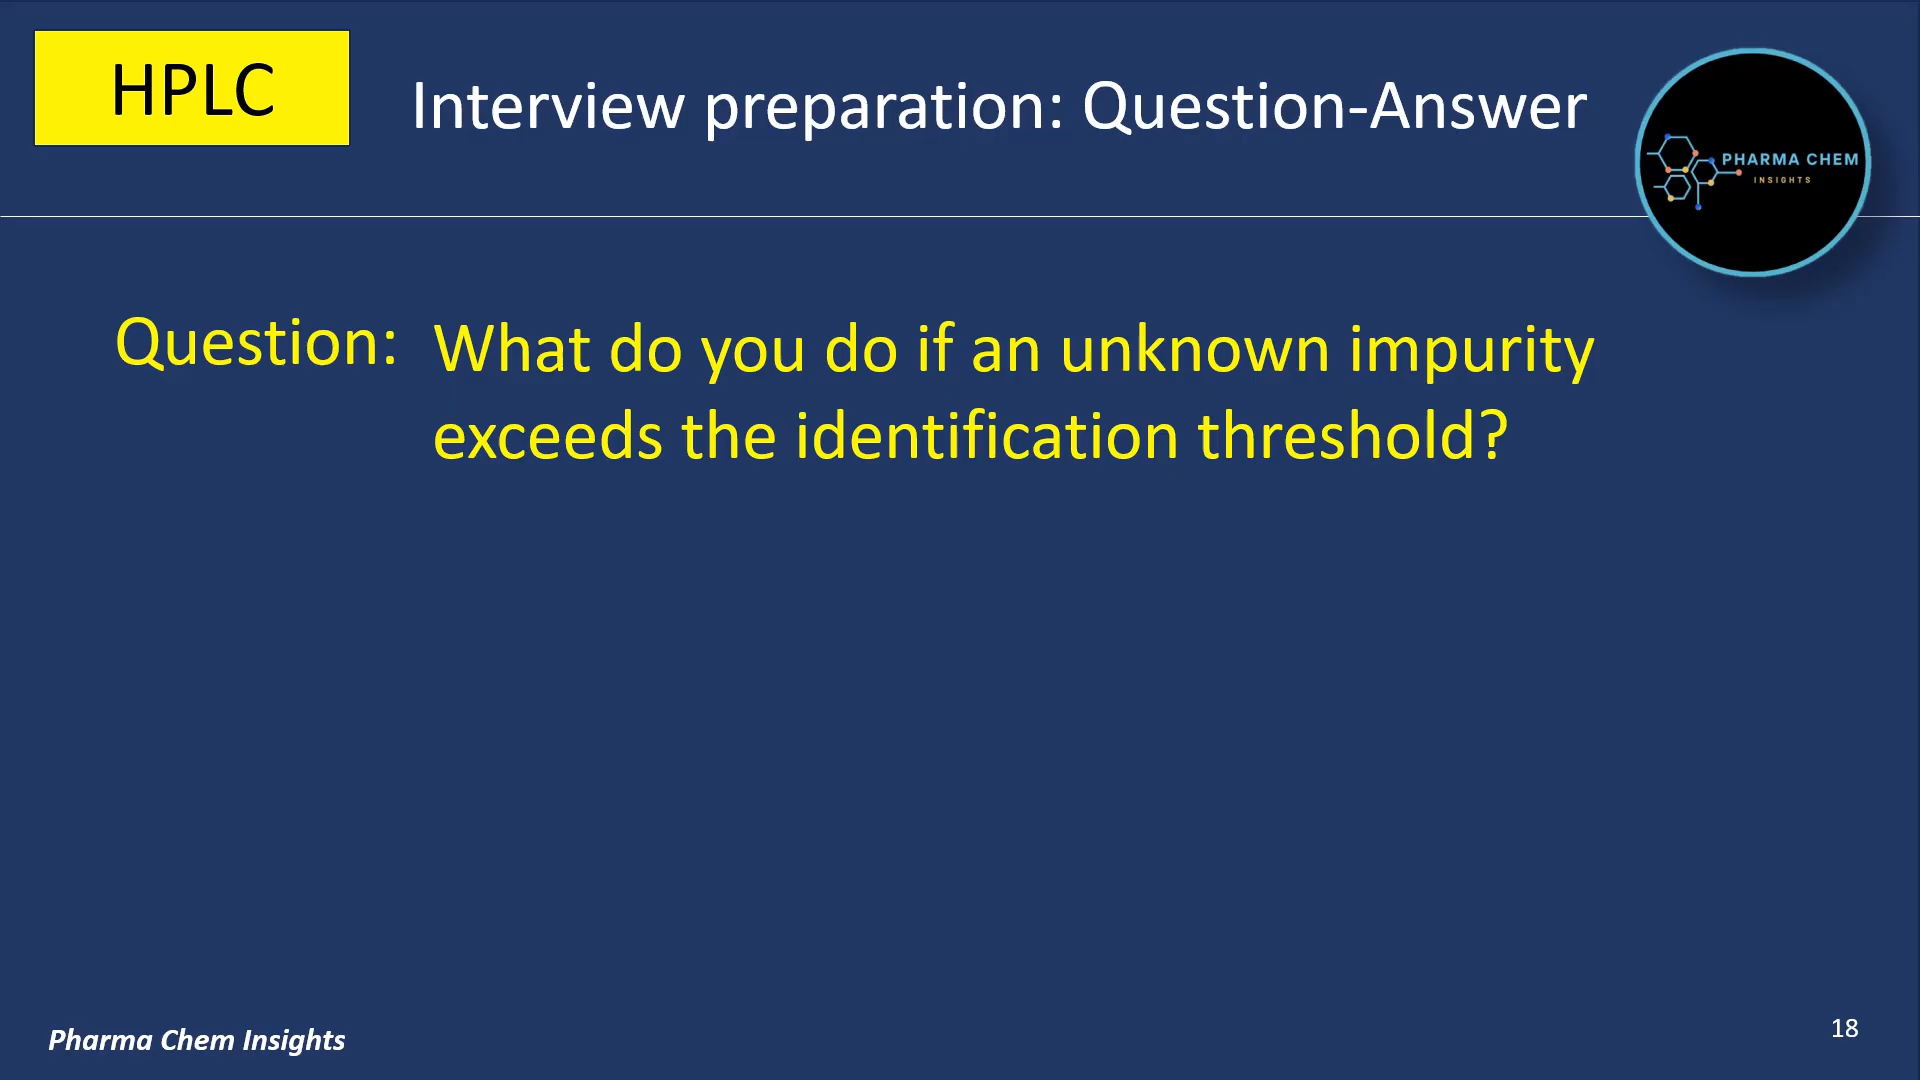 HPLC
Interview preparation: Question-Answer
PHARMA CHEM
INSIGHTS
Question: What do you do if an unknown impurity
exceeds the identification threshold?
Pharma Chem Insights
18